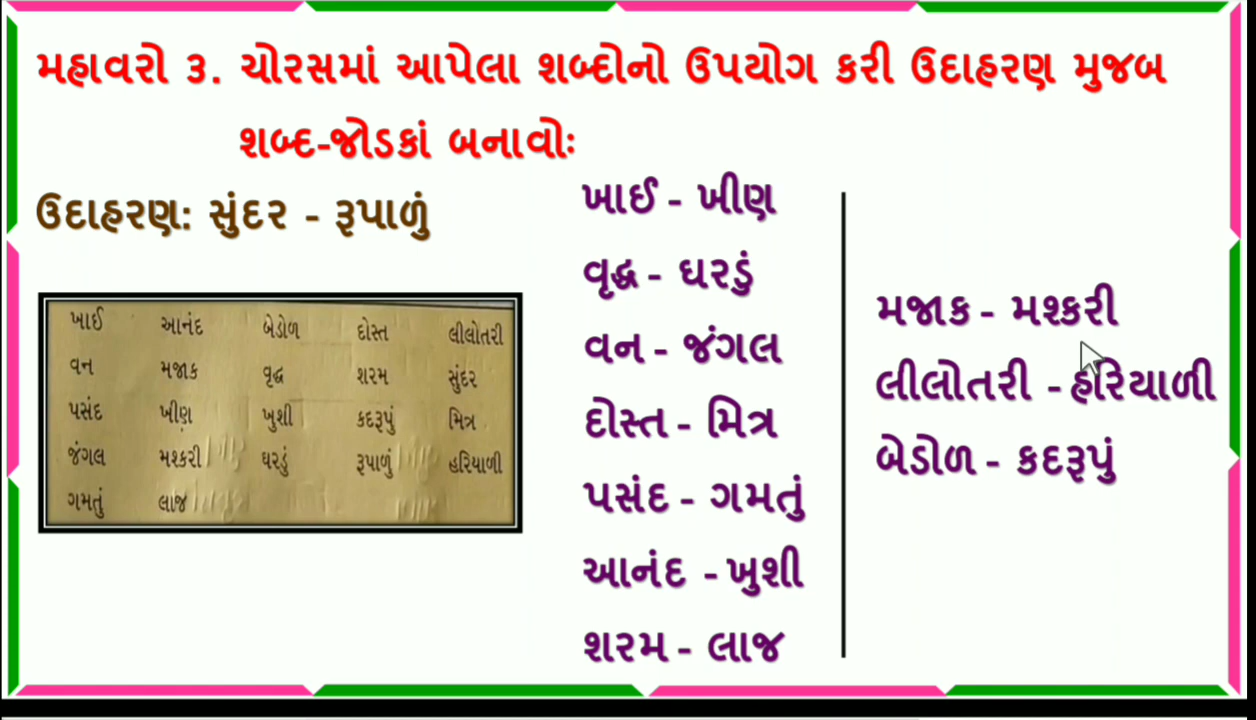 મહાવરો ૩. ચોરસમાં આપેલા શબ્દોનો ઉપયોગ કરી ઉદાહરણ મુજબ
શબ્દ-જોડકાં બનાવોઃ
ઉદાહરણ: સુંદર - રૂપાળું
ખાઈ આનંદ બેડોળ દોસ્ત લીલોતરી
વન મજાક વૃદ્ધ શરમ સુંદર
પસંદ ખીણ ખુશી કદરૂપું મિત્ર
જંગલ મશ્કરી ઘરડું રૂપાળું હરિયાળી
ગમતું લાજ
ખાઈ - ખીણ
વૃદ્ધ - ઘરડું
વન - જંગલ
દોસ્ત - મિત્ર
પસંદ - ગમતું
આનંદ - ખુશી
શરમ - લાજ
મજાક - મશ્કરી
લીલોતરી - હરિયાળી
બેડોળ - કદરૂપું